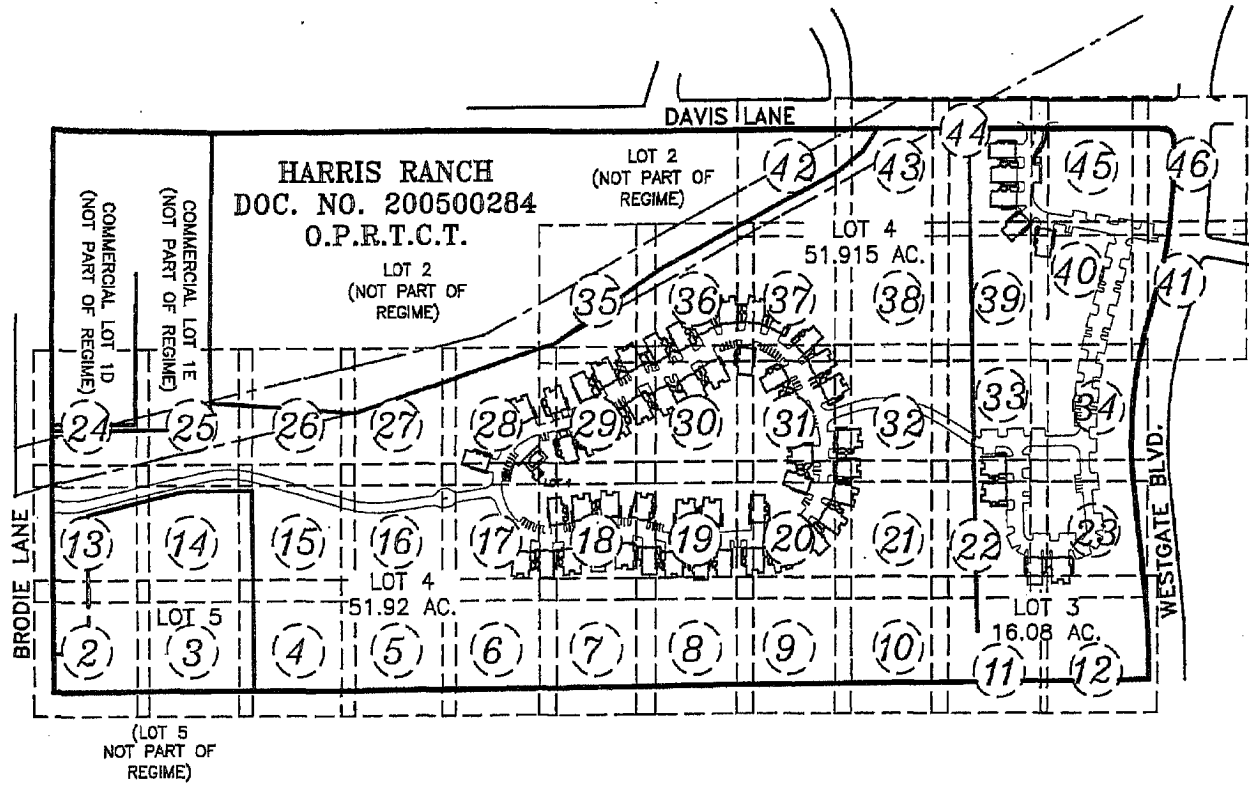 DAVIS LANE
44
HARRIS RANCH
DOC. NO. 200500284
O.P.R.T.C.T.
LOT 2
(NOT PART OF
REGIME)
42
43
45
46
COMMERCIAL LOT 1D
(NOT PART OF REGIME)
COMMERCIAL LOT 1E
(NOT PART OF REGIME)
LOT 2
(NOT PART OF
REGIME)
LOT 4
51.915 AC.
35
36
37
38
39
40
41
24
25
26
27
28
29
30
31
32
33
34
BRODIE LANE
WESTGATE BLVD.
13
14
15
16
17
18
19
20
21
22
23
LOT 4
51.92 AC.
LOT 5
LOT 3
16.08 AC.
2
3
4
5
6
7
8
9
10
11
12
(LOT 5
NOT PART OF
REGIME)